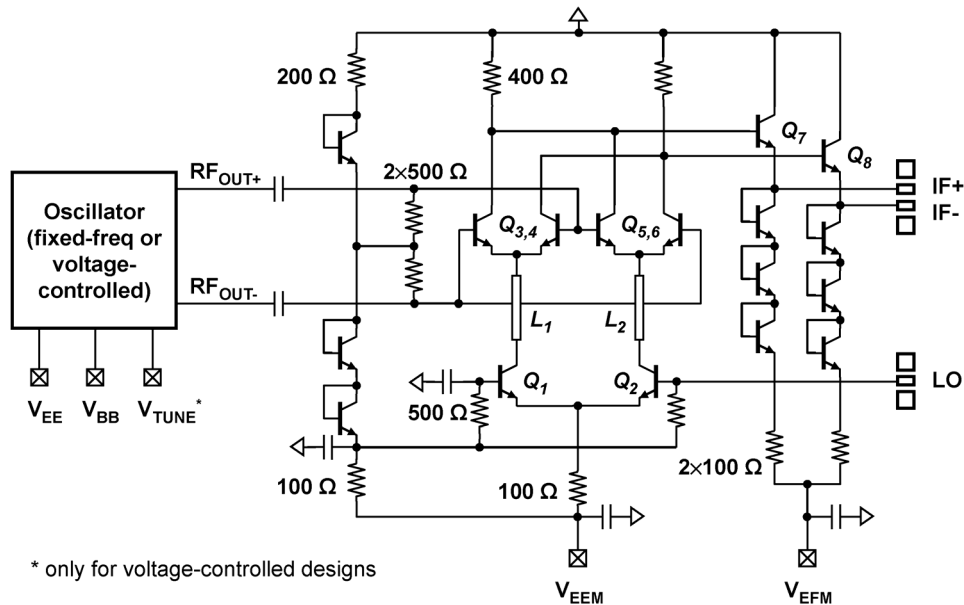 200 Ω
400 Ω
Q7
Q8
RFOUT+
2×500 Ω
IF+
IF-
Oscillator
(fixed-freq or
voltage-
controlled)
Q3,4
Q5,6
RFOUT-
L1
L2
Q1
Q2
LO
VEE
VBB
VTUNE*
500 Ω
100 Ω
100 Ω
2×100 Ω
* only for voltage-controlled designs
VEEM
VEFM